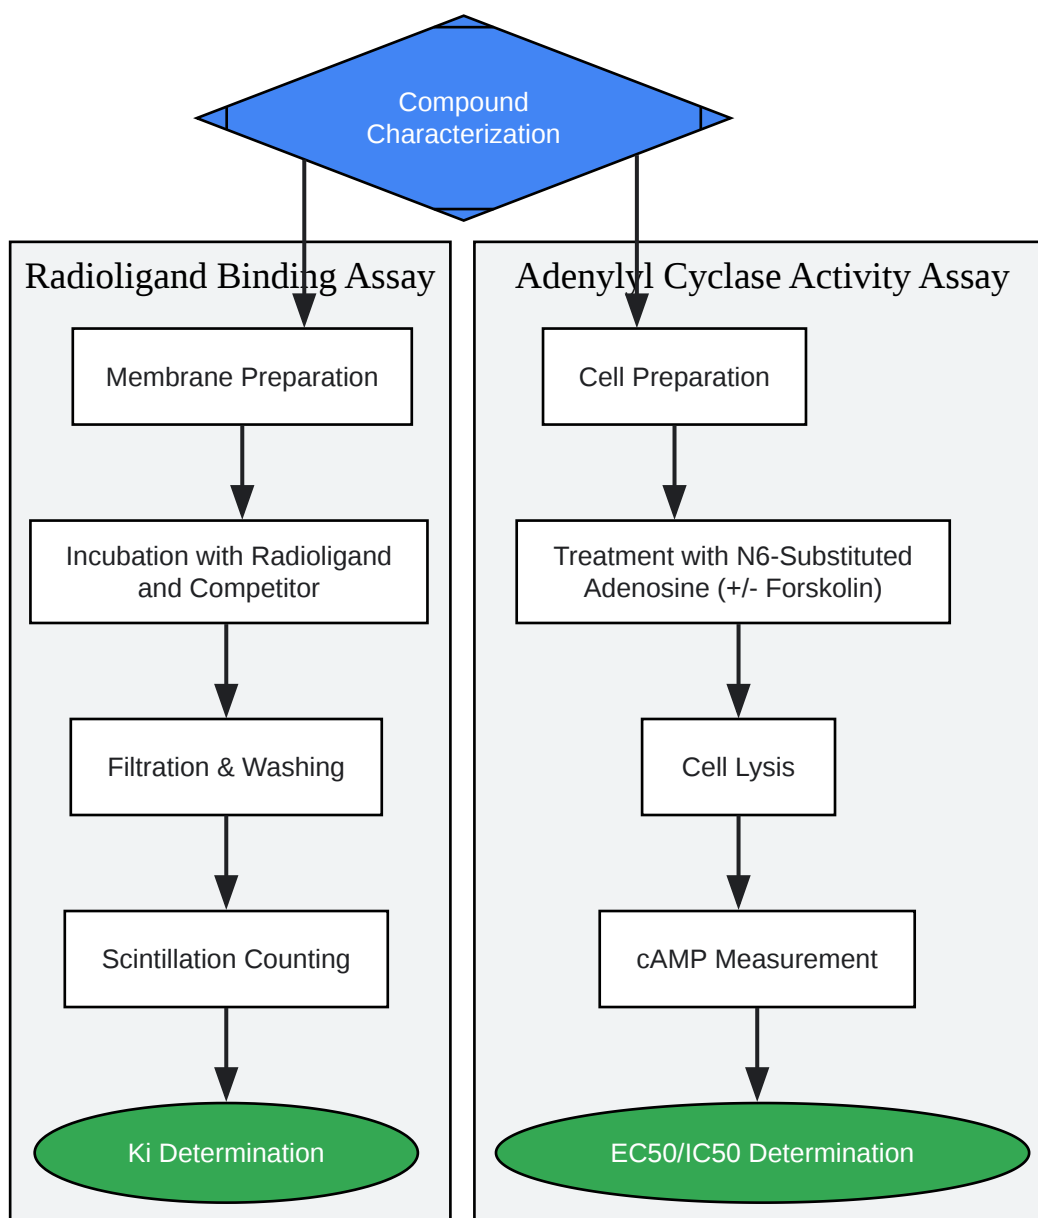 Compound
Characterization
Radioligand Binding Assay
Membrane Preparation
Incubation with Radioligand
and Competitor
Filtration & Washing
Scintillation Counting
Ki Determination
Adenylyl Cyclase Activity Assay
Cell Preparation
Treatment with N6-Substituted
Adenosine (+/- Forskolin)
Cell Lysis
cAMP Measurement
EC50/IC50 Determination